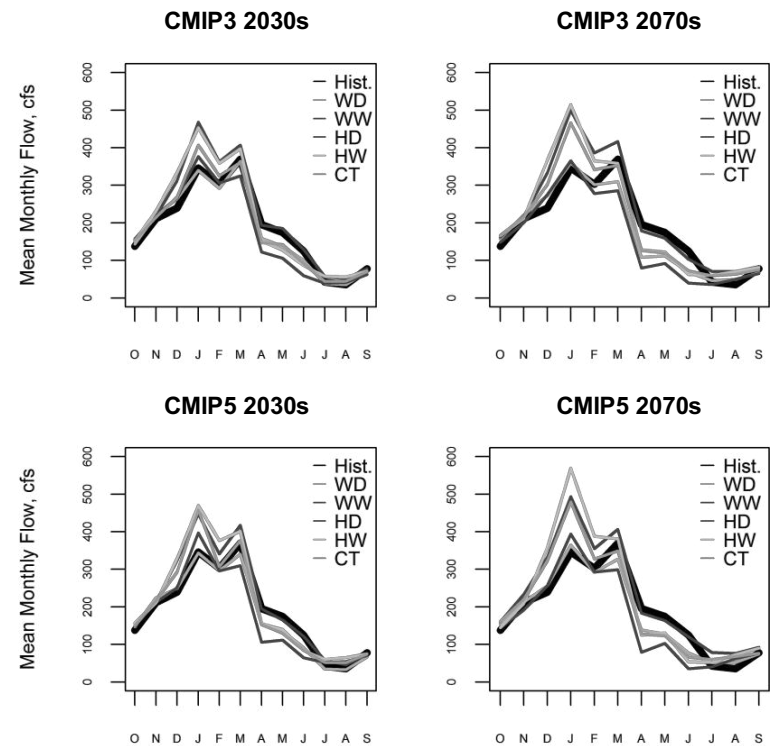 CMIP3 2030s
Mean Monthly Flow, cfs
600
500
400
300
200
100
0
Hist.
WD
WW
HD
HW
CT
O N D J F M A M J J A S
CMIP3 2070s
600
500
400
300
200
100
0
Hist.
WD
WW
HD
HW
CT
O N D J F M A M J J A S
CMIP5 2030s
Mean Monthly Flow, cfs
600
500
400
300
200
100
0
Hist.
WD
WW
HD
HW
CT
O N D J F M A M J J A S
CMIP5 2070s
600
500
400
300
200
100
0
Hist.
WD
WW
HD
HW
CT
O N D J F M A M J J A S